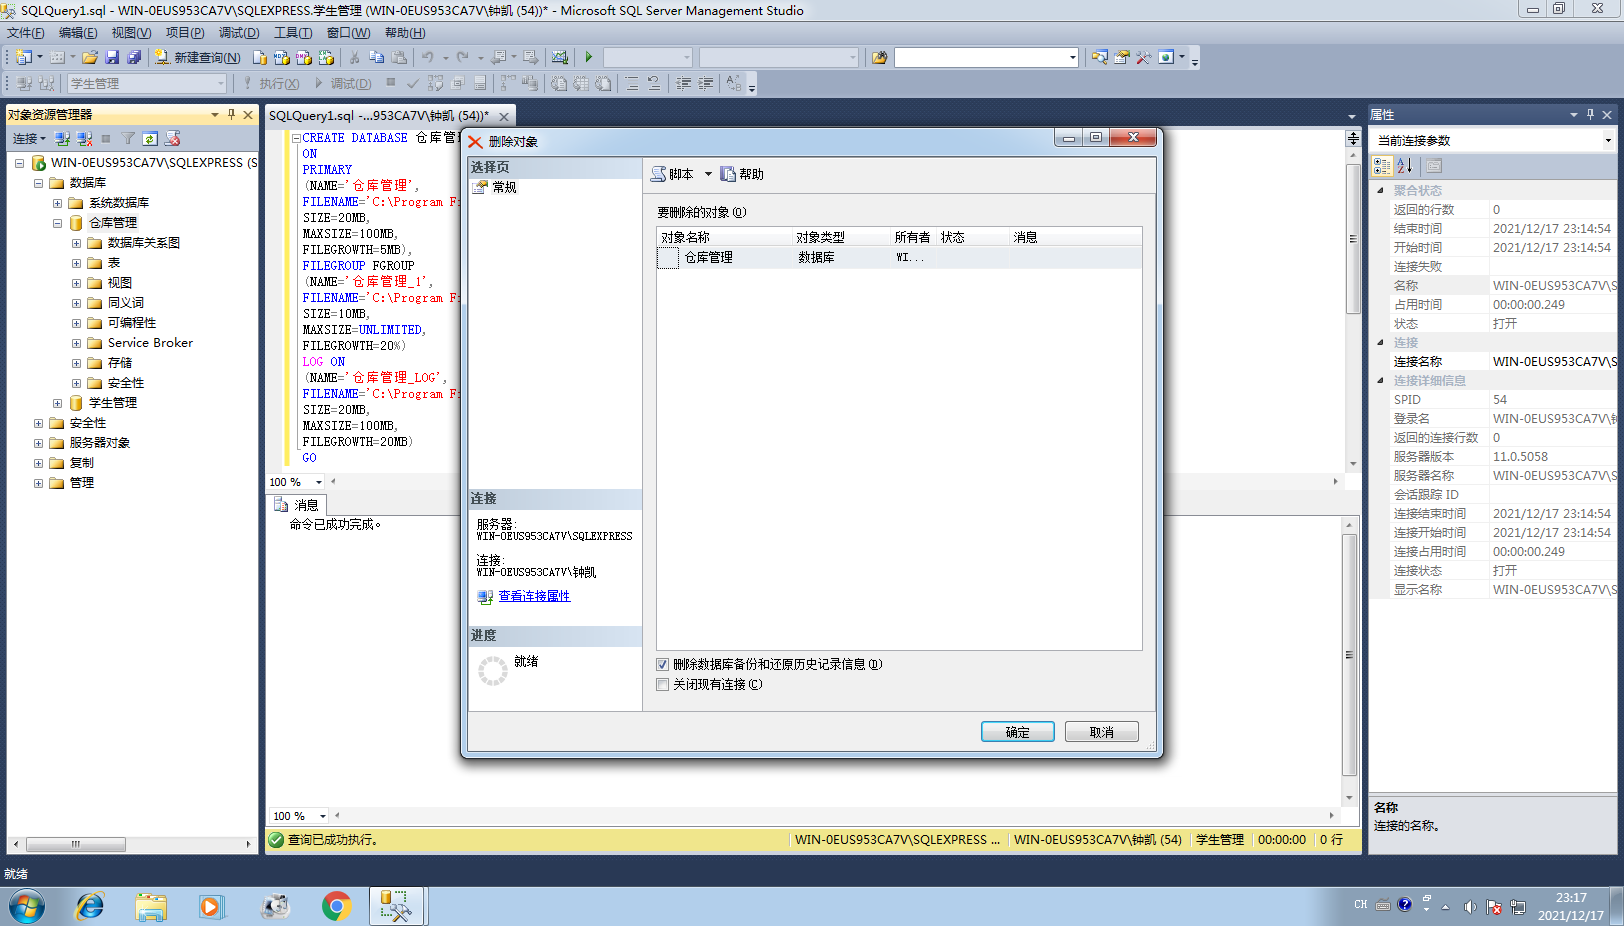 SQLQuery1.sql - WIN-0EUS953CA7V\SQLEXPRESS.学生管理 (WIN-0EUS953CA7V\钟凯 (54))* - Microsoft SQL Server Management Studio
文件(F) 编辑(E) 视图(V) 项目(P) 调试(D) 工具(T) 窗口(W) 帮助(H)
新建查询(N)
学生管理 执行(X) 调试(D)
对象资源管理器
连接
WIN-0EUS953CA7V\SQLEXPRESS (S
数据库
系统数据库
仓库管理
数据库关系图
表
视图
同义词
可编程性
Service Broker
存储
安全性
学生管理
安全性
服务器对象
复制
管理
SQLQuery1.sql -...953CA7V\钟凯 (54))*
CREATE DATABASE 仓库管
ON
PRIMARY
(NAME='仓库管理',
FILENAME='C:\Program F
SIZE=20MB,
MAXSIZE=100MB,
FILEGROWTH=5MB),
FILEGROUP FGROUP
(NAME='仓库管理_1',
FILENAME='C:\Program F
SIZE=10MB,
MAXSIZE=UNLIMITED,
FILEGROWTH=20%)
LOG ON
(NAME='仓库管理_LOG',
FILENAME='C:\Program F
SIZE=20MB,
MAXSIZE=100MB,
FILEGROWTH=20MB)
GO
100 %
消息
命令已成功完成。
100 %
查询已成功执行。 WIN-0EUS953CA7V\SQLEXPRESS ... WIN-0EUS953CA7V\钟凯 (54) 学生管理 00:00:00 0 行
删除对象
选择页
常规
脚本 帮助
要删除的对象(Q)
对象名称 对象类型 所有者 状态 消息
仓库管理 数据库 WI...
连接
服务器:
WIN-0EUS953CA7V\SQLEXPRESS
连接:
WIN-0EUS953CA7V\钟凯
查看连接属性
进度
就绪
删除数据库备份和还原历史记录信息(D)
关闭现有连接(C)
确定 取消
属性
当前连接参数
聚合状态
返回的行数 0
结束时间 2021/12/17 23:14:54
开始时间 2021/12/17 23:14:54
连接失败
名称 WIN-0EUS953CA7V\S
占用时间 00:00:00.249
状态 打开
连接
连接名称 WIN-0EUS953CA7V\S
连接详细信息
SPID 54
登录名 WIN-0EUS953CA7V\钟
返回的连接行数 0
服务器版本 11.0.5058
服务器名称 WIN-0EUS953CA7V\S
会话跟踪 ID
连接结束时间 2021/12/17 23:14:54
连接开始时间 2021/12/17 23:14:54
连接占用时间 00:00:00.249
连接状态 打开
显示名称 WIN-0EUS953CA7V\S
名称
连接的名称。
就绪
CH
23:17
2021/12/17